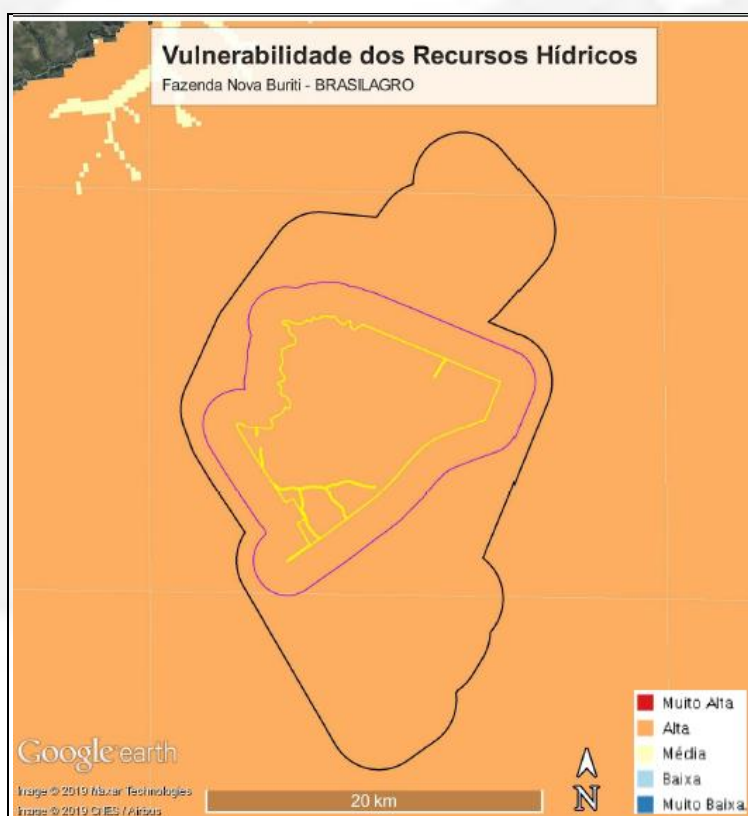 Vulnerabilidade dos Recursos Hídricos
Fazenda Nova Buriti - BRASILAGRO
Muito Alta
Alta
Média
Baixa
Muito Baixa
Google earth
Image © 2019 Maxar Technologies
Image © 2019 CNES / Airbus
20 km
N